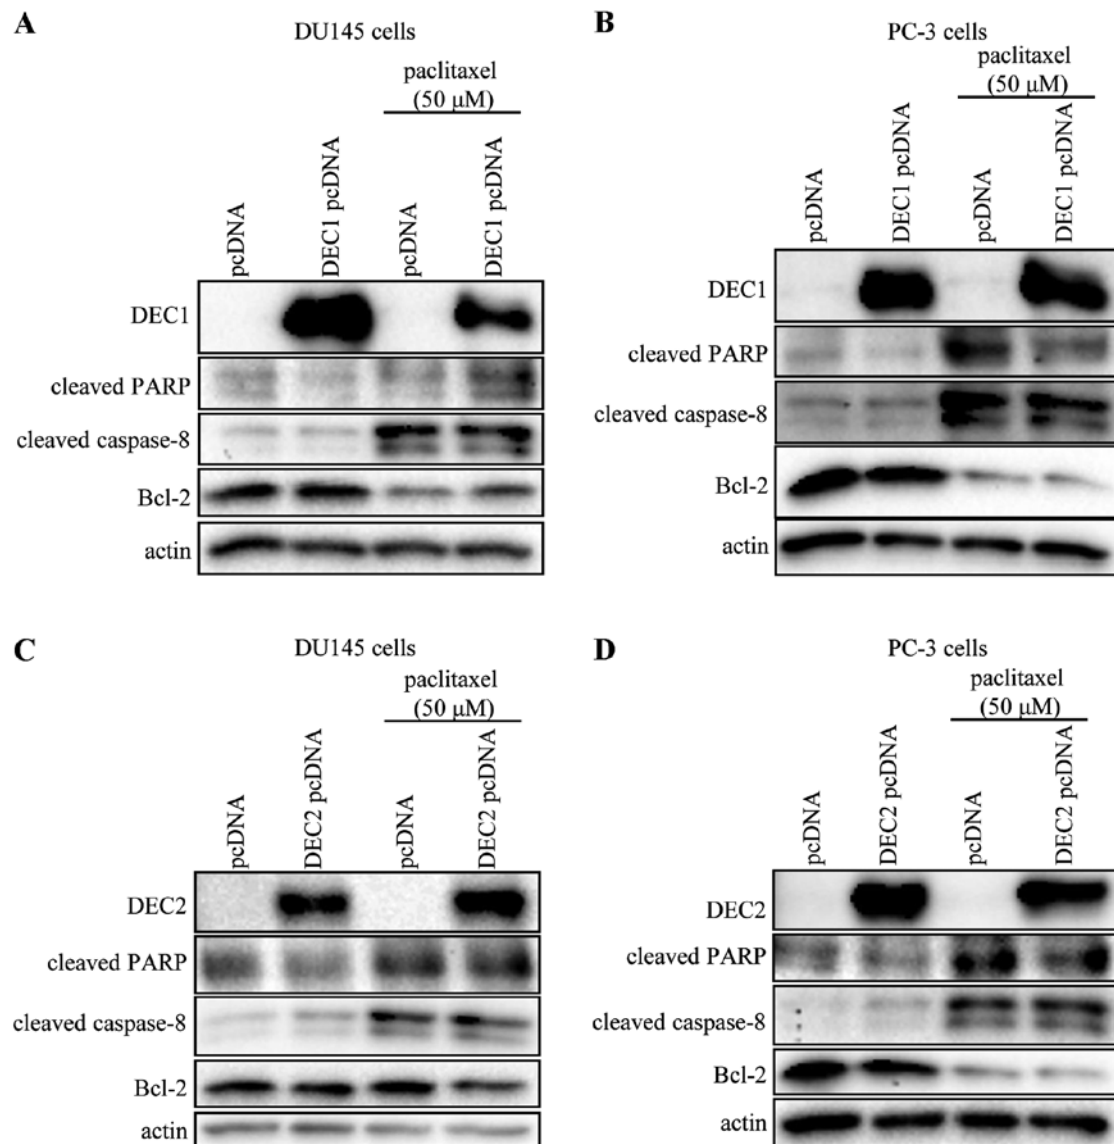 A
DU145 cells
paclitaxel
(50 μM)
pcDNA
DEC1 pcDNA
pcDNA
DEC1 pcDNA
DEC1
cleaved PARP
cleaved caspase-8
Bcl-2
actin
B
PC-3 cells
paclitaxel
(50 μM)
pcDNA
DEC1 pcDNA
pcDNA
DEC1 pcDNA
DEC1
cleaved PARP
cleaved caspase-8
Bcl-2
actin
C
DU145 cells
paclitaxel
(50 μM)
pcDNA
DEC2 pcDNA
pcDNA
DEC2 pcDNA
DEC2
cleaved PARP
cleaved caspase-8
Bcl-2
actin
D
PC-3 cells
paclitaxel
(50 μM)
pcDNA
DEC2 pcDNA
pcDNA
DEC2 pcDNA
DEC2
cleaved PARP
cleaved caspase-8
Bcl-2
actin